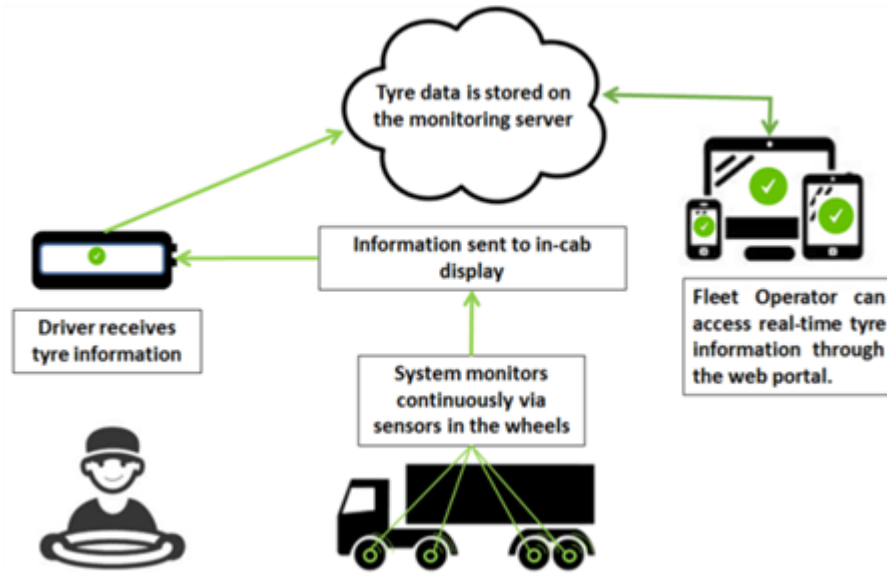 Tyre data is stored on
the monitoring server
Information sent to in-cab
display
Driver receives
tyre information
Fleet Operator can
access real-time tyre
information through
the web portal.
System monitors
continuously via
sensors in the wheels